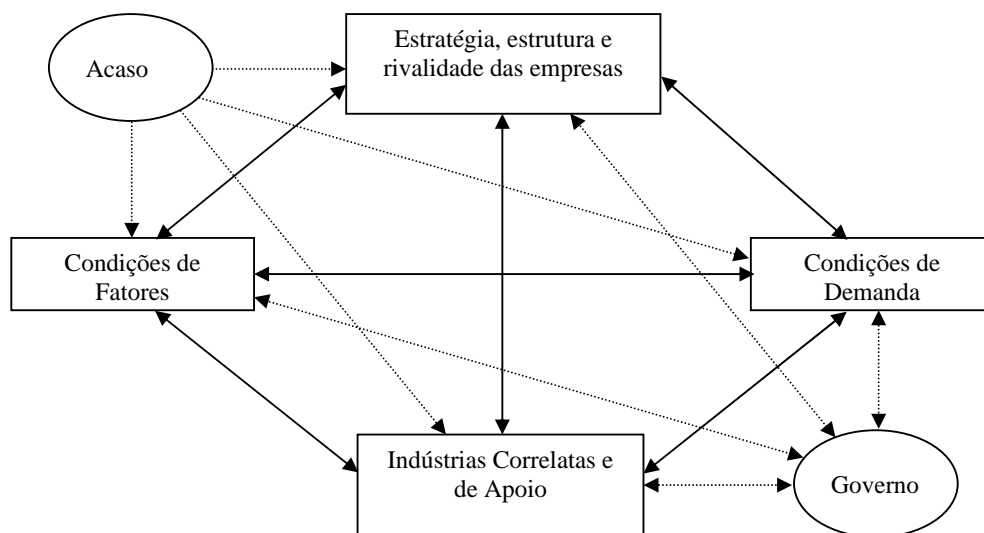 Estratégia, estrutura e
rivalidade das empresas
Acaso
Condições de
Fatores
Condições de
Demanda
Indústrias Correlatas e
de Apoio
Governo